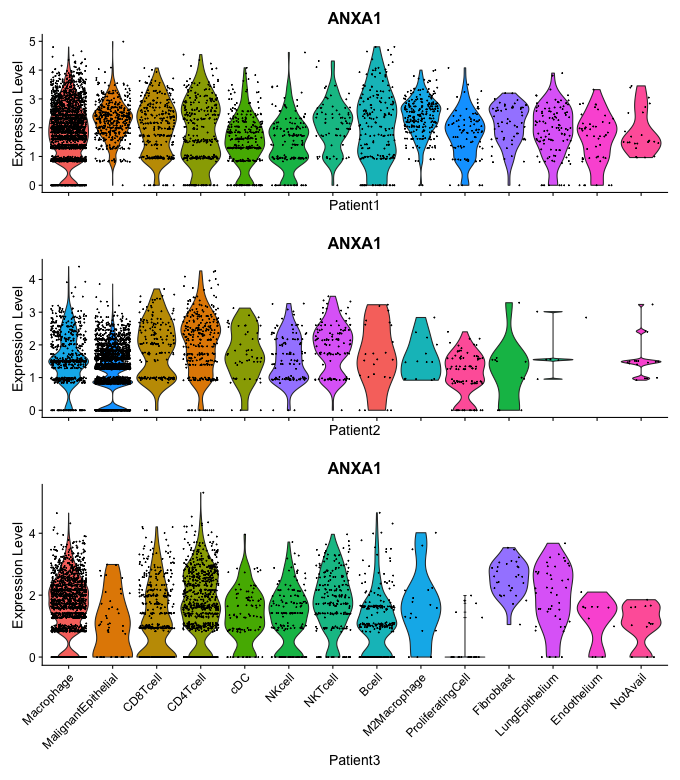 ANXA1
Expression Level
5
4
3
2
1
0
Patient1
ANXA1
Expression Level
4
3
2
1
0
Patient2
ANXA1
Expression Level
4
2
0
Macrophage
MalignantEpithelial
CD8Tcell
CD4Tcell
cDC
NKcell
NKTcell
Bcell
M2Macrophage
ProliferatingCell
Fibroblast
LungEpithelium
Endothelium
NotAvail
Patient3